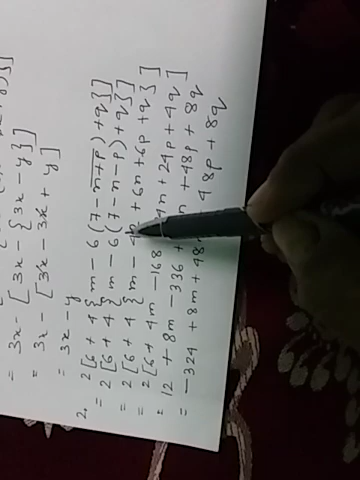 = 3x - [3x - {3x - y}]
= 3x - [3x - 3x + y]
= 3x - y
2. 2[6 + 4{m - 6(7 - n+p) + q}]
= 2[6 + 4{m - 6(7 - n - p) + q}]
= 2[6 + 4{m - + 6n + 6p + q}]
= 2[6 + 4m - 168 + 24p + 4q]
= 12 + 8m - 336 + + 48p + 8q
= -324 + 8m + 48 48p + 8q